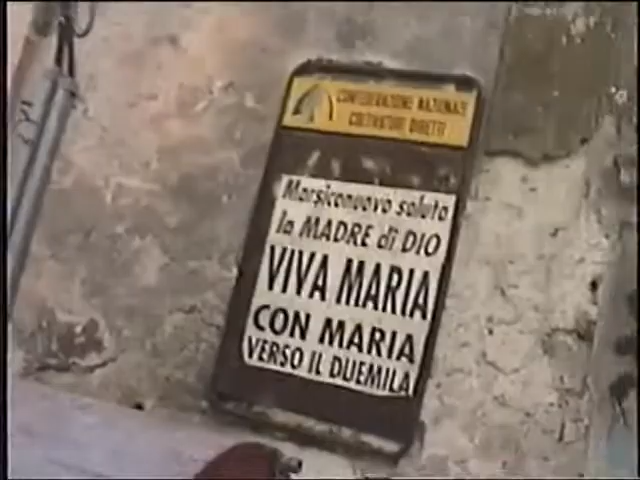 CONFEDERAZIONE NAZIONALE
COLTIVATORI DIRETTI
Marsiconuovo saluta
la MADRE di DIO
VIVA MARIA
CON MARIA
VERSO IL DUEMILA